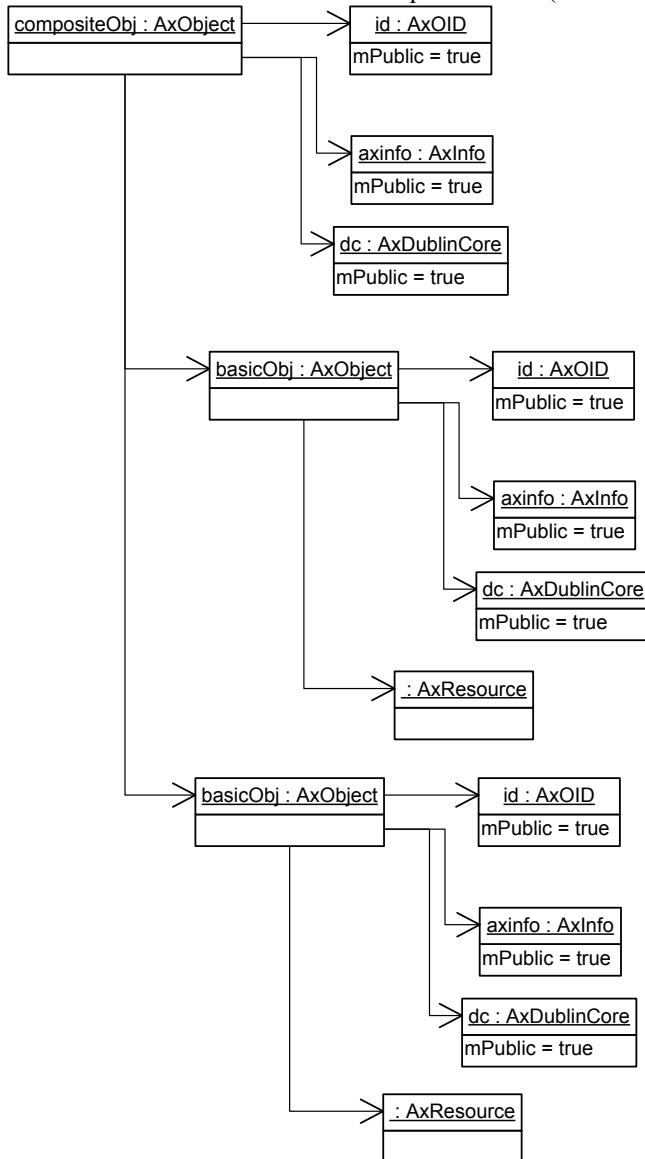 compositeObj : AxObject
id : AxOID
mPublic = true
axinfo : AxInfo
mPublic = true
dc : AxDublinCore
mPublic = true
basicObj : AxObject
id : AxOID
mPublic = true
axinfo : AxInfo
mPublic = true
dc : AxDublinCore
mPublic = true
: AxResource
basicObj : AxObject
id : AxOID
mPublic = true
axinfo : AxInfo
mPublic = true
dc : AxDublinCore
mPublic = true
: AxResource